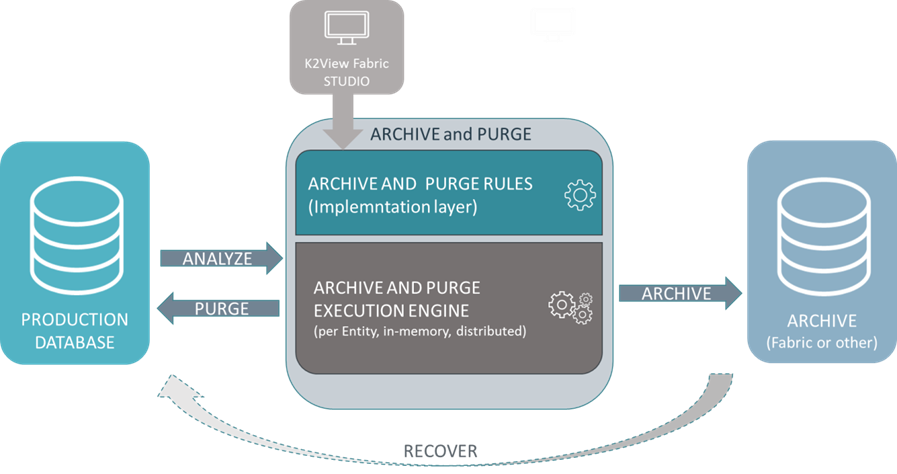 K2View Fabric
STUDIO
ARCHIVE and PURGE
ARCHIVE AND PURGE RULES
(Implemntation layer)
ANALYZE
PURGE
ARCHIVE AND PURGE
EXECUTION ENGINE
(per Entity, in-memory, distributed)
ARCHIVE
PRODUCTION
DATABASE
ARCHIVE
(Fabric or other)
RECOVER